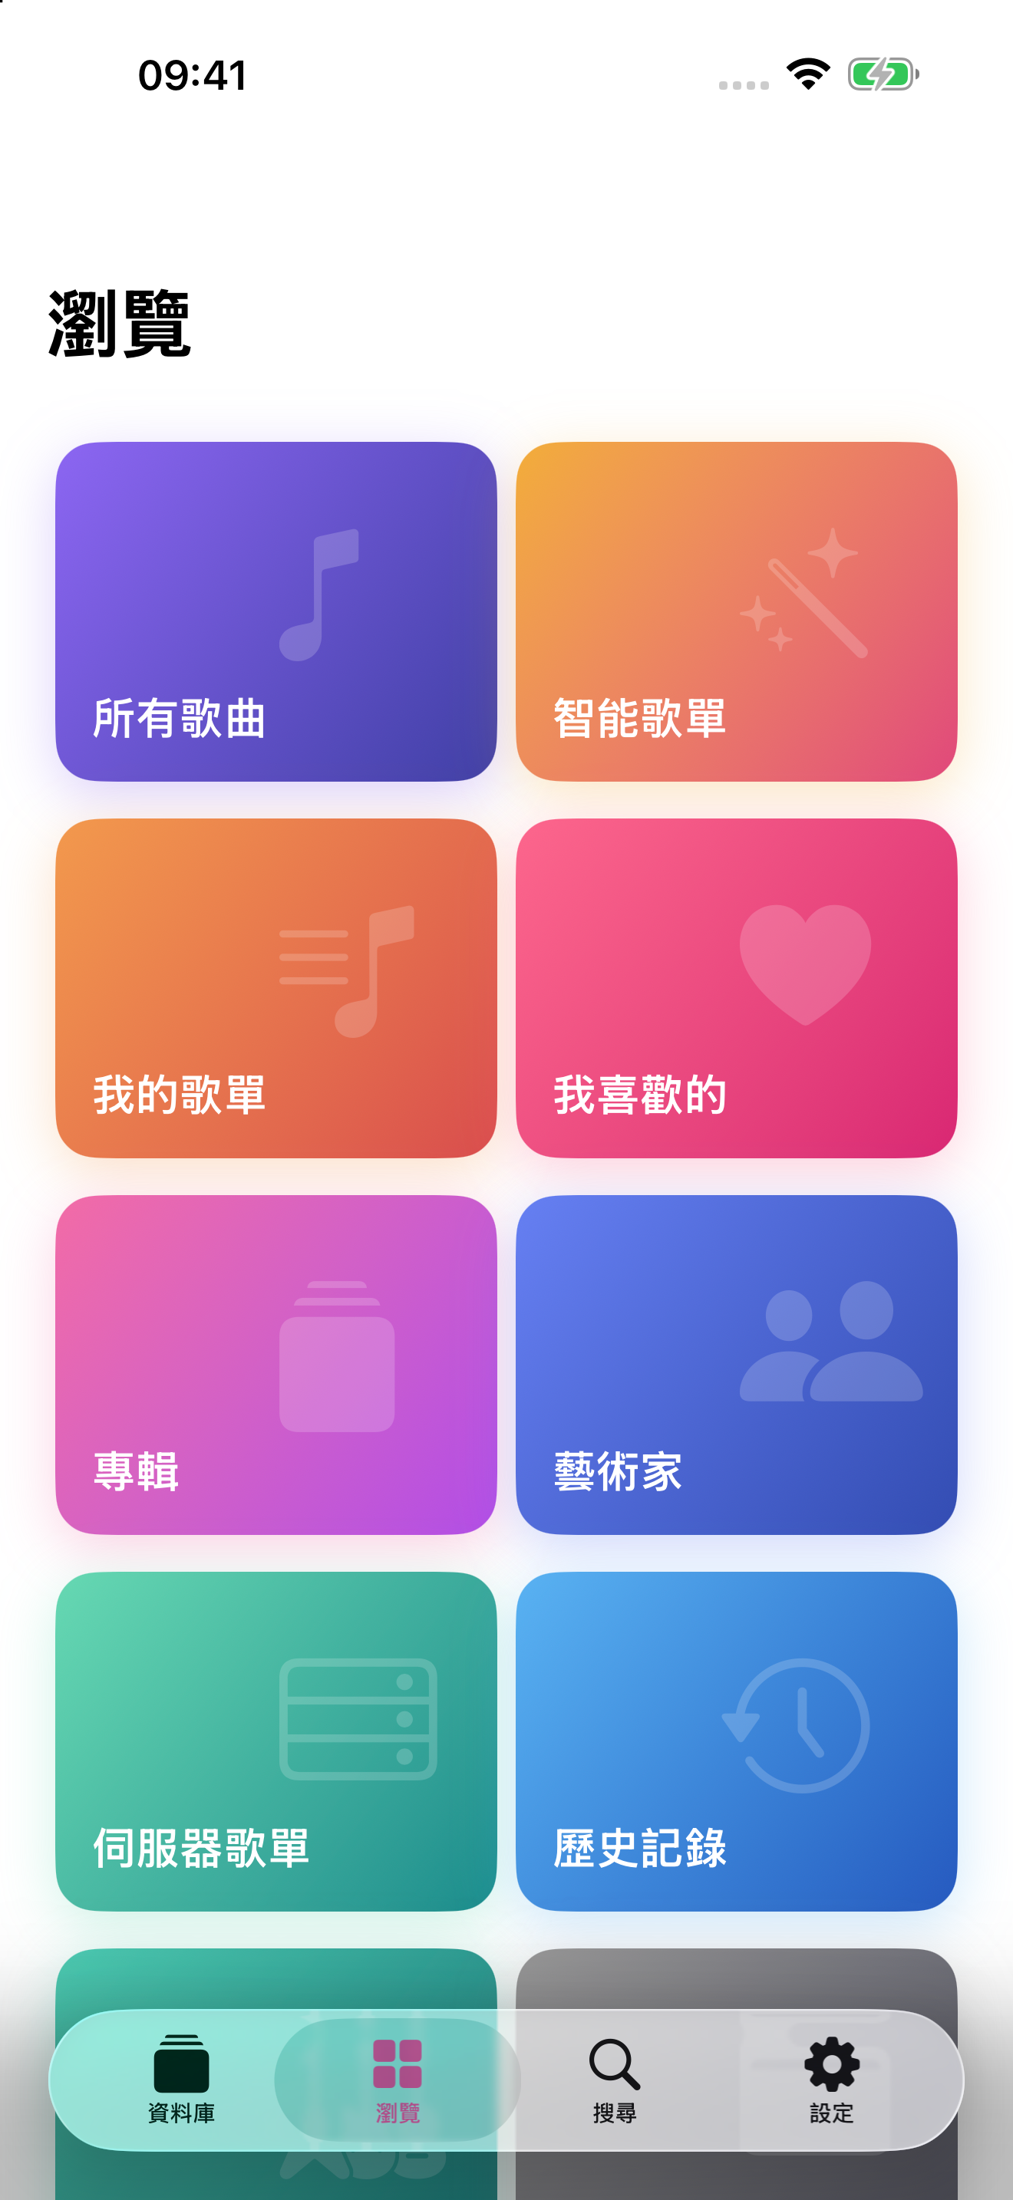 09:41
瀏覽
所有歌曲
智能歌單
我的歌單
我喜歡的
專輯
藝術家
伺服器歌單
歷史記錄
資料庫
瀏覽
搜尋
設定